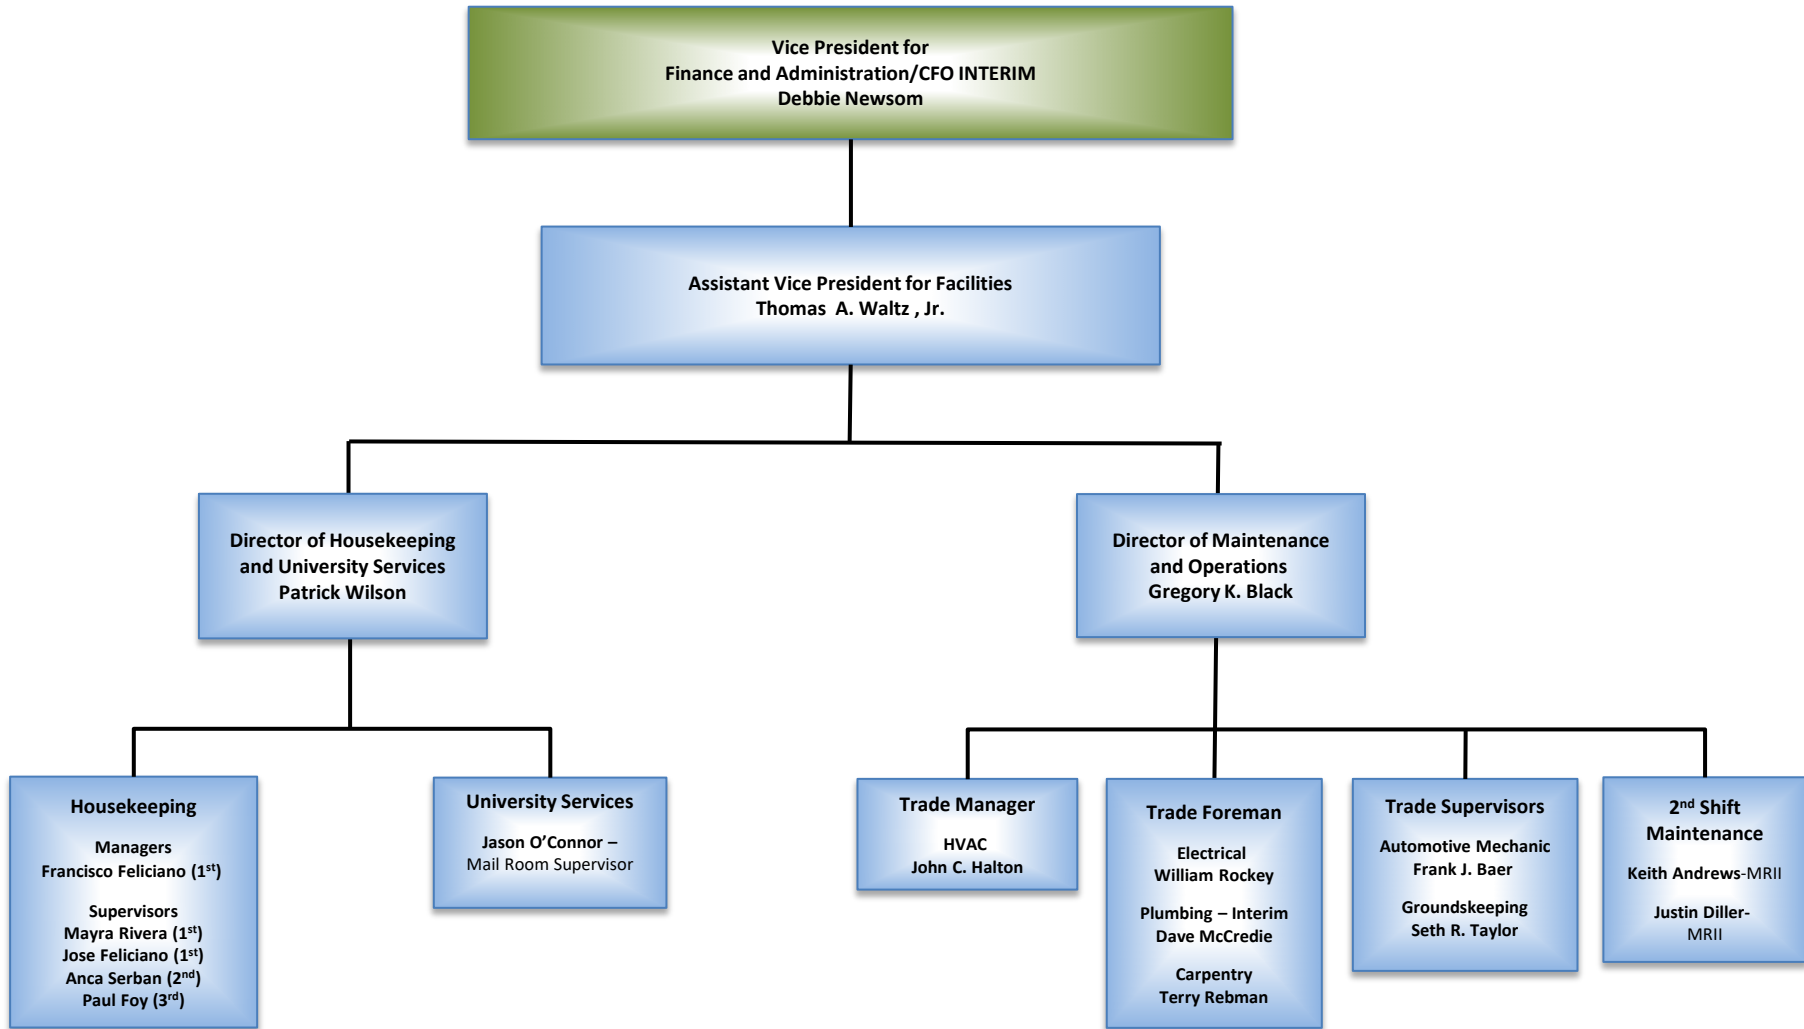 Vice President for
Finance and Administration/CFO INTERIM
Debbie Newsom
Assistant Vice President for Facilities
Thomas A. Waltz , Jr.
Director of Housekeeping
and University Services
Patrick Wilson
Director of Maintenance
and Operations
Gregory K. Black
Housekeeping
Managers
Francisco Feliciano (1st)
Supervisors
Mayra Rivera (1st)
Jose Feliciano (1st)
Anca Serban (2nd)
Paul Foy (3rd)
University Services
Jason O’Connor –
Mail Room Supervisor
Trade Manager
HVAC
John C. Halton
Trade Foreman
Electrical
William Rockey
Plumbing – Interim
Dave McCredie
Carpentry
Terry Rebman
Trade Supervisors
Automotive Mechanic
Frank J. Baer
Groundskeeping
Seth R. Taylor
2nd Shift
Maintenance
Keith Andrews-MRII
Justin Diller-
MRII